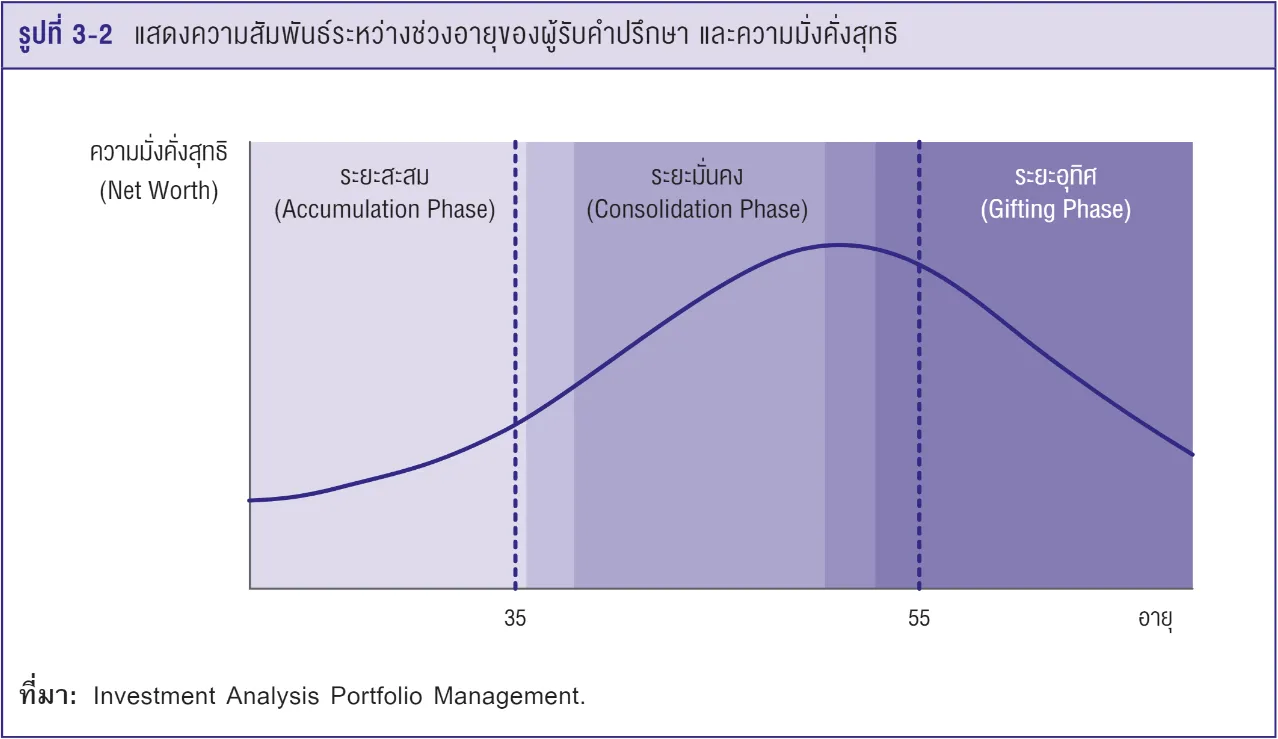 รูปที่ 3-2 แสดงความสัมพันธ์ระหว่างช่วงอายุของผู้รับคำปรึกษา และความมั่งคั่งสุทธิ
ความมั่งคั่งสุทธิ
(Net Worth)
ระยะสะสม
(Accumulation Phase)
ระยะมั่นคง
(Consolidation Phase)
ระยะอุทิศ
(Gifting Phase)
35
55
อายุ
ที่มา: Investment Analysis Portfolio Management.